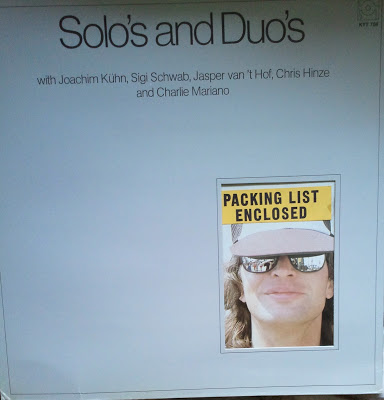 Solo's and Duo's
with Joachim Kühn, Sigi Schwab, Jasper van 't Hof, Chris Hinze
and Charlie Mariano
PACKING LIST
ENCLOSED